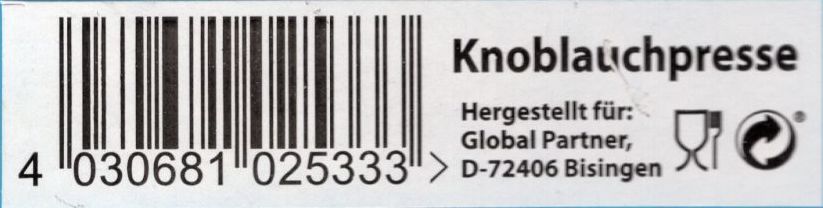 Knoblauchpresse
Hergestellt für:
Global Partner,
D-72406 Bisingen
4 030681 025333 >
®